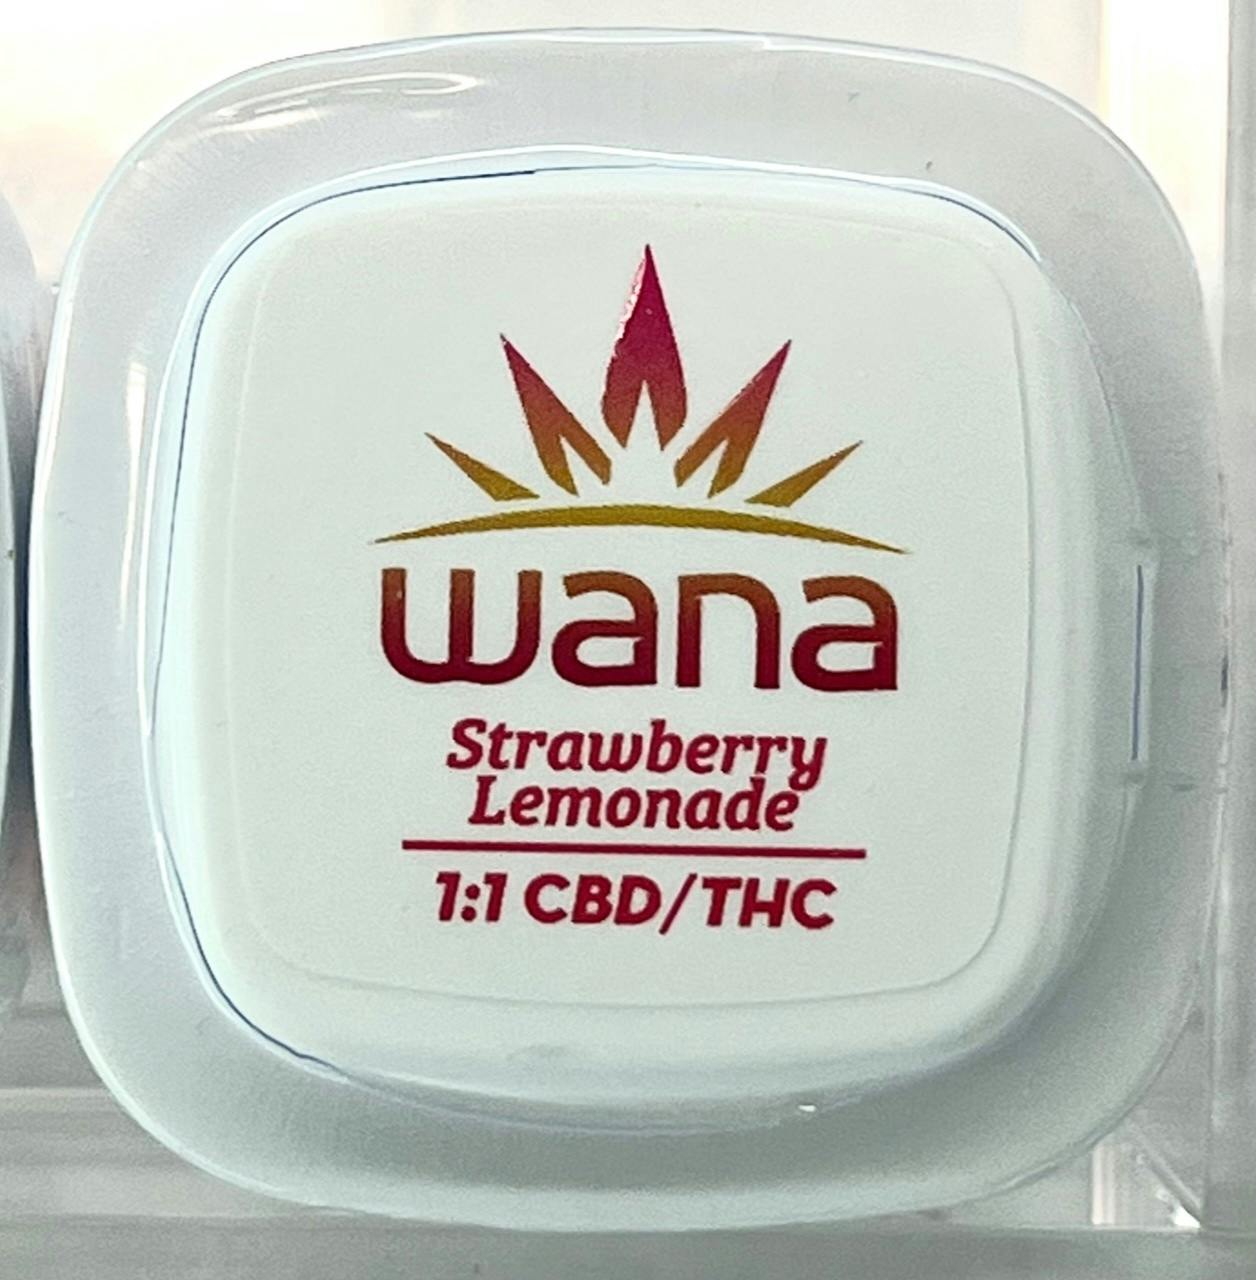 wana
Strawberry
Lemonade
1:1 CBD/THC